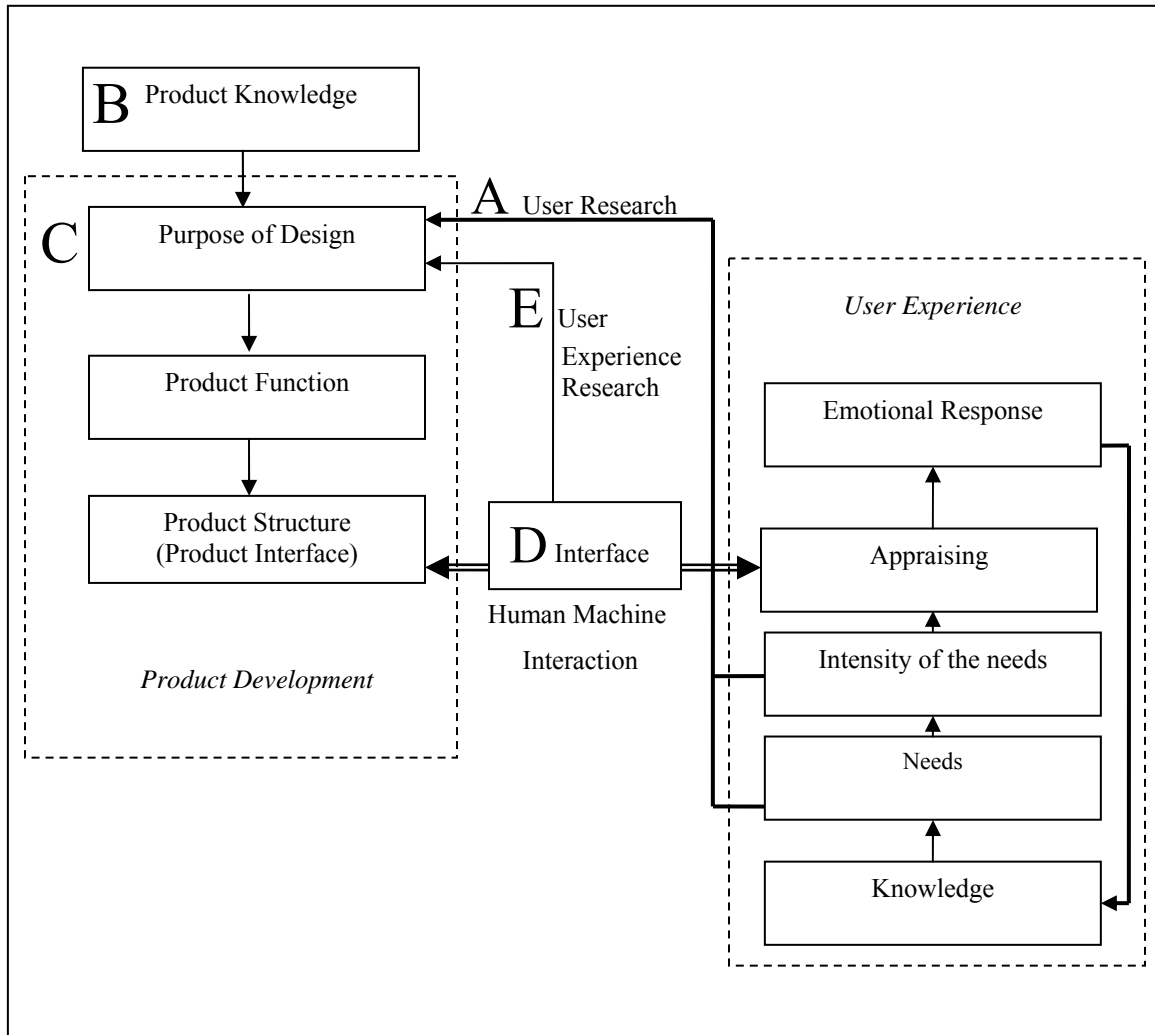 B Product Knowledge
C
Purpose of Design
Product Function
Product Structure
(Product Interface)
Product Development
A User Research
E User
Experience
Research
D Interface
Human Machine
Interaction
User Experience
Emotional Response
Appraising
Intensity of the needs
Needs
Knowledge